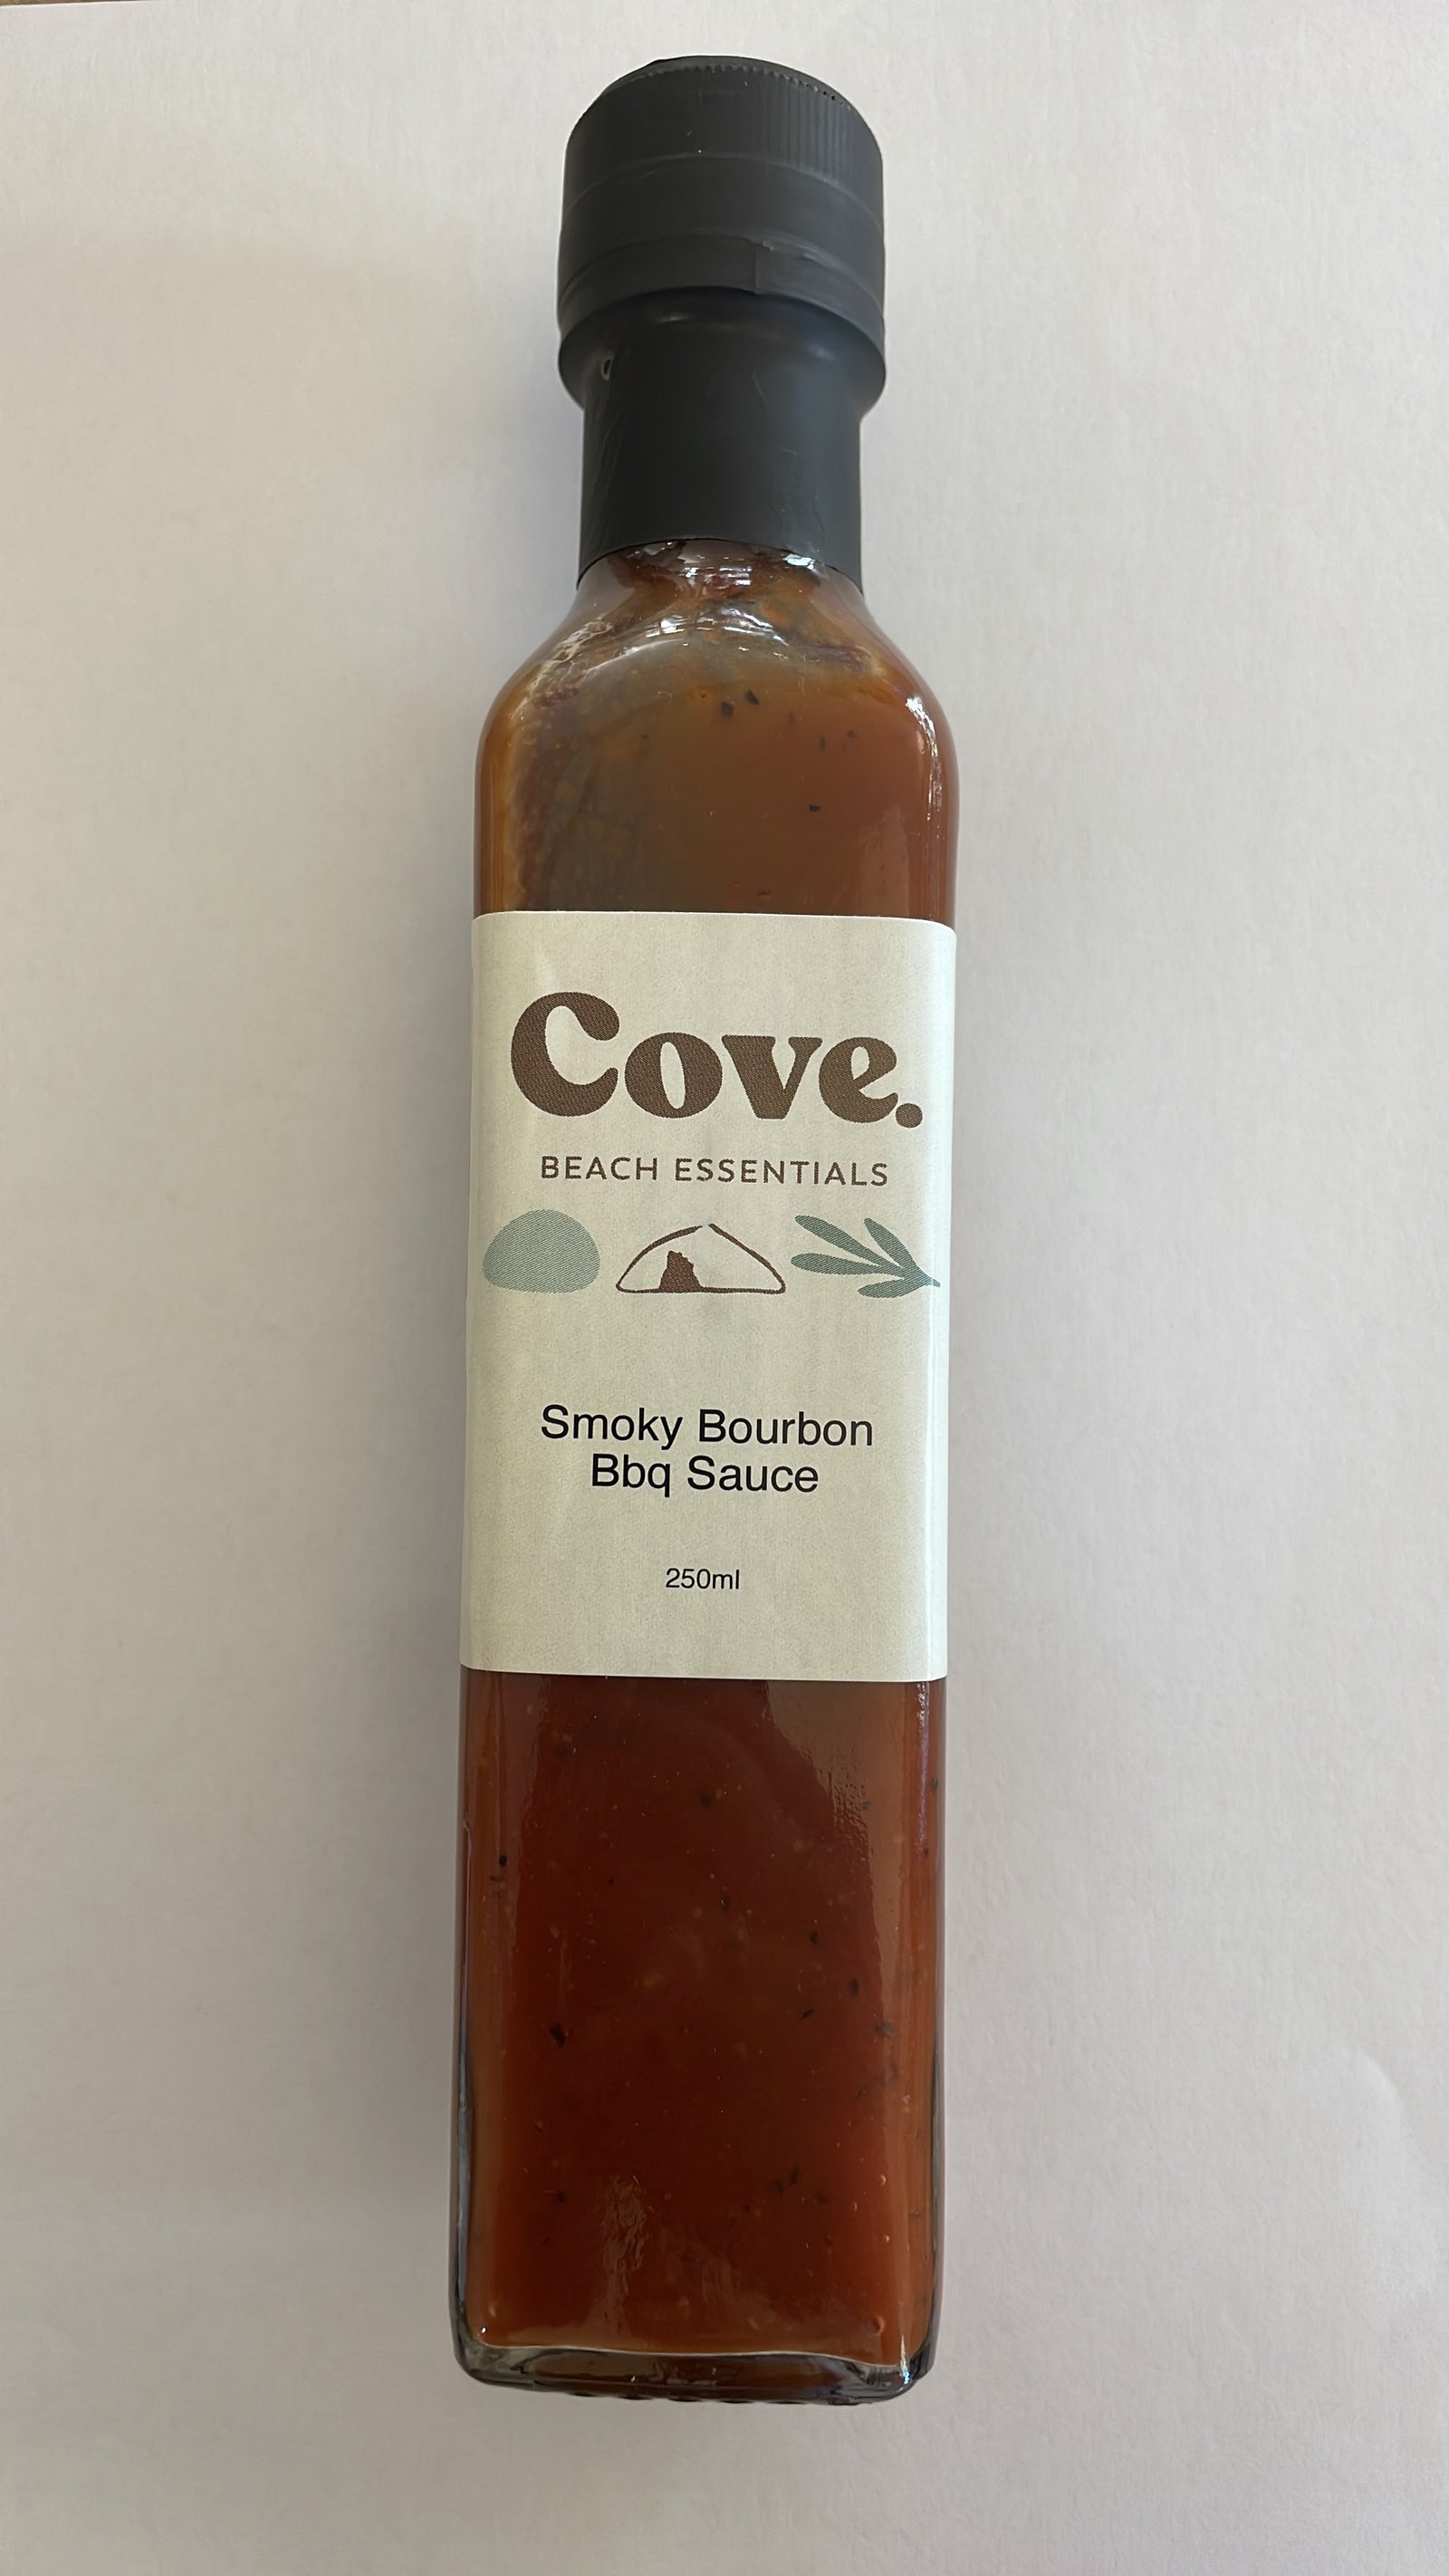 Cove.
BEACH ESSENTIALS
Smoky Bourbon
Bbq Sauce
250ml